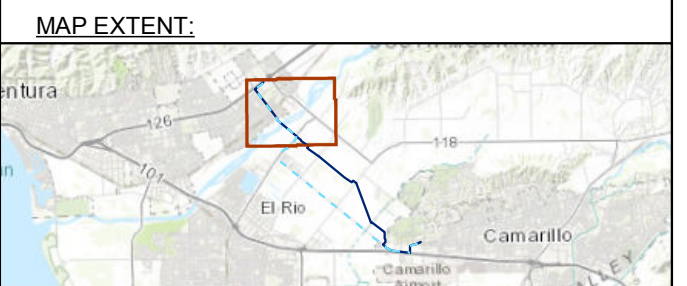 MAP EXTENT:
entura
126
118
101
El Rio
Camarillo
Camarillo